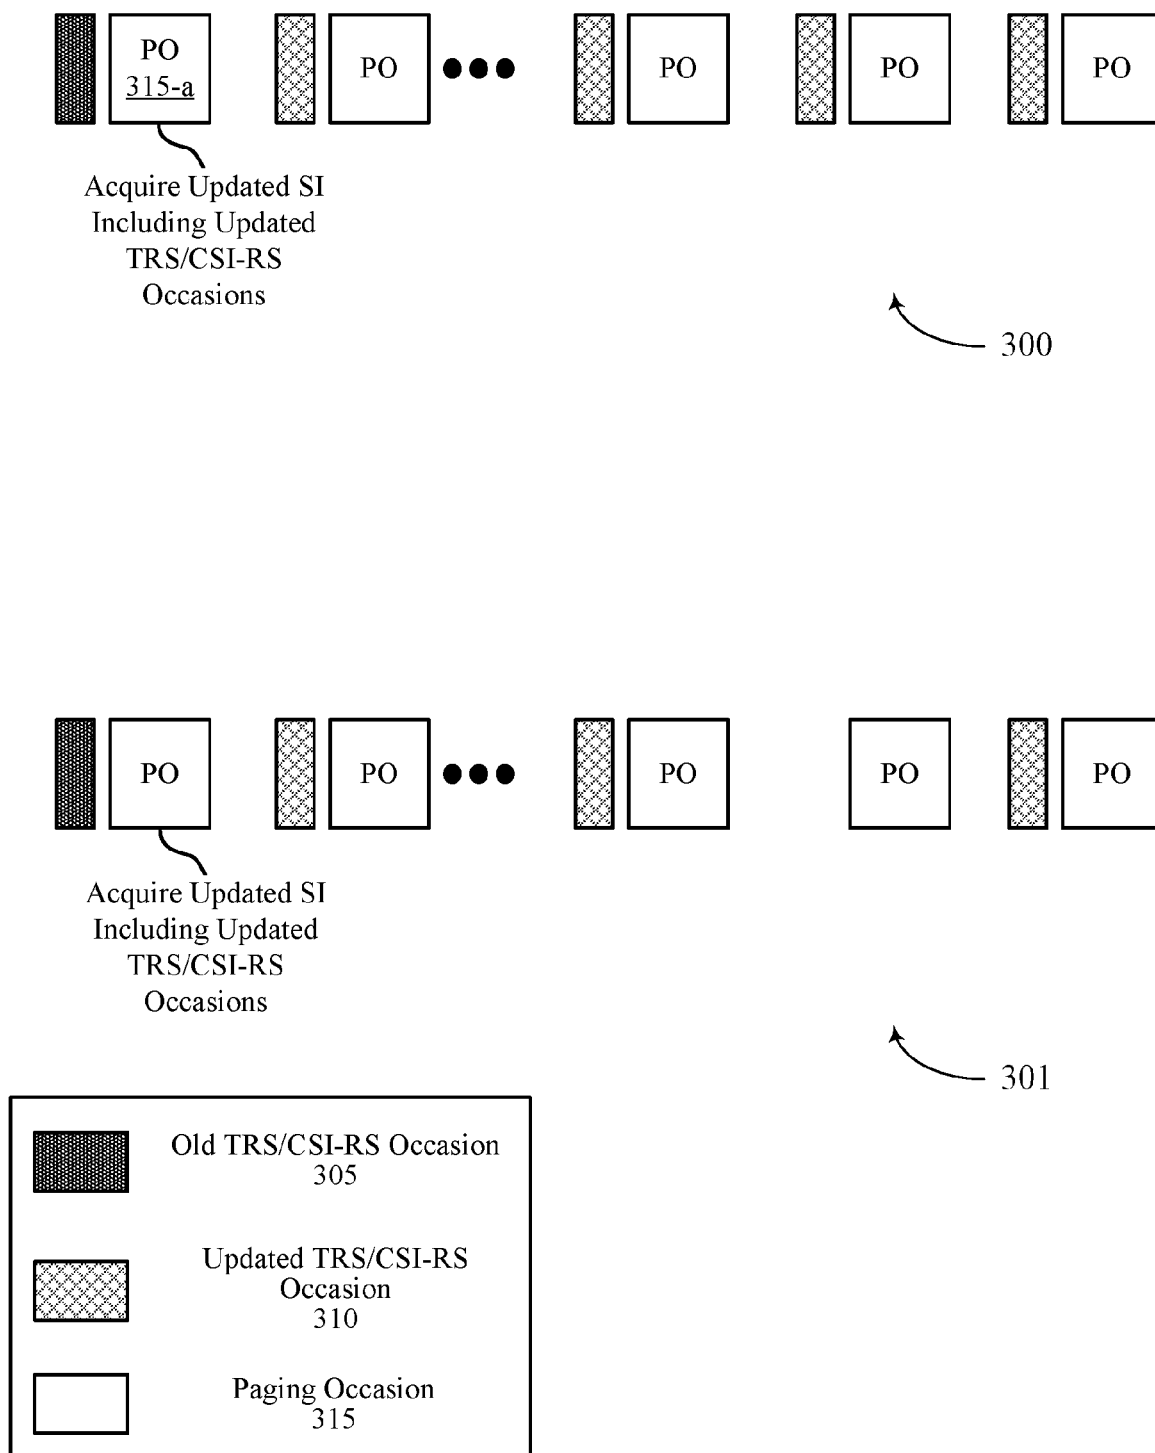 PO
315-a
PO
PO
PO
PO
Acquire Updated SI
Including Updated
TRS/CSI-RS
Occasions
300
PO
PO
PO
PO
PO
Acquire Updated SI
Including Updated
TRS/CSI-RS
Occasions
301
Old TRS/CSI-RS Occasion
305
Updated TRS/CSI-RS
Occasion
310
Paging Occasion
315